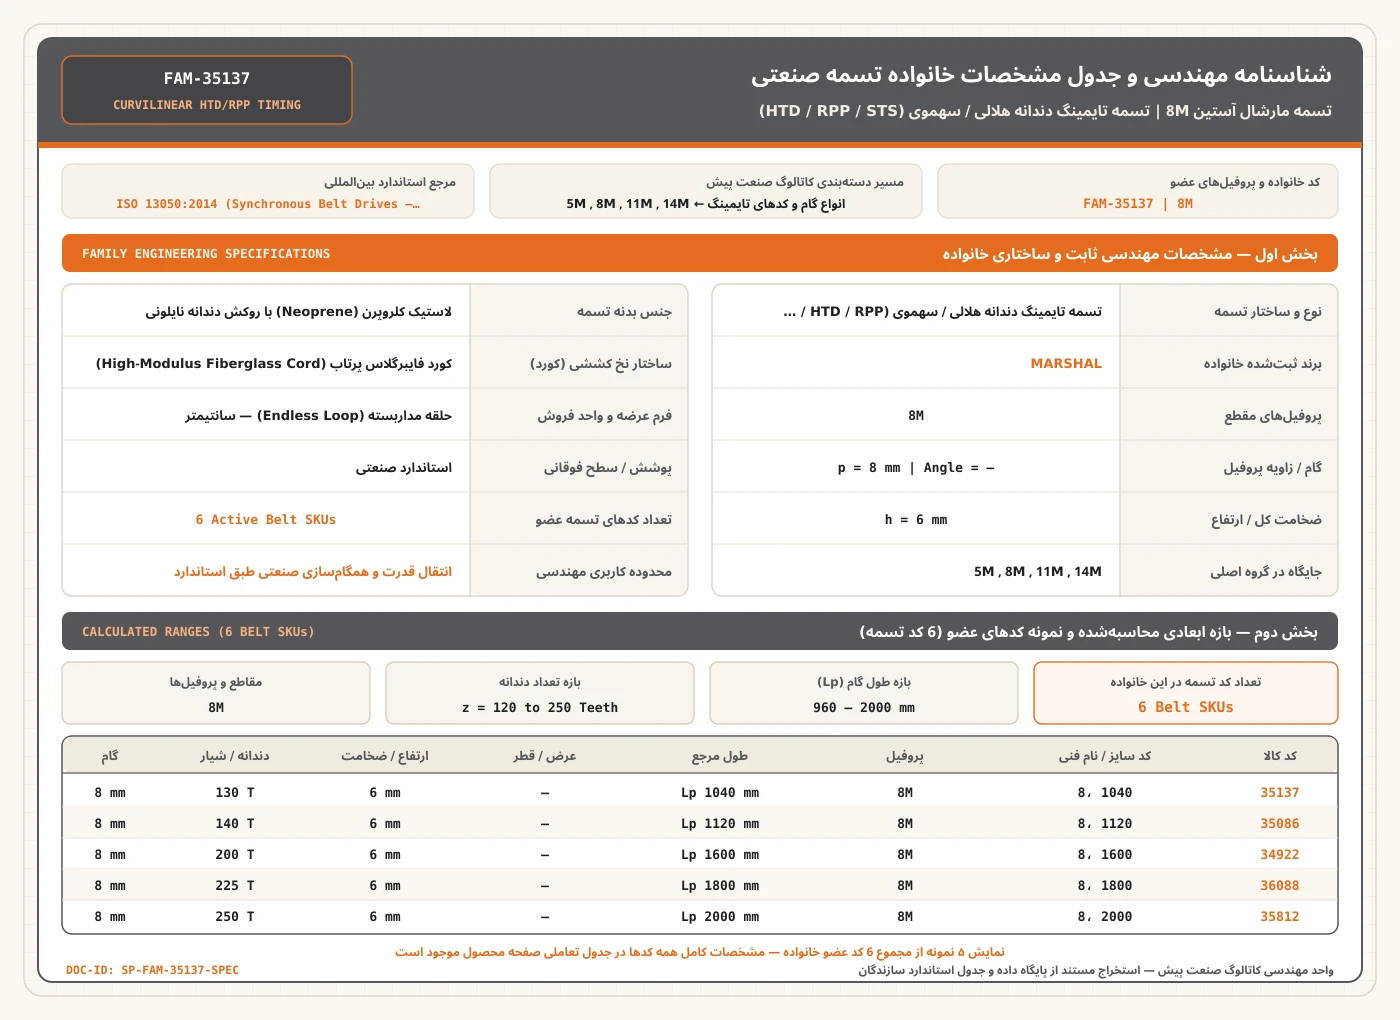 شناسنامه مهندسی و جدول مشخصات خانواده تسمه صنعتی
تسمه مارشال آستین 8M | تسمه تایمینگ دندانه هلالی / سهموی (HTD / RPP / STS)
FAM-35137
CURVILINEAR HTD/RPP TIMING
کد خانواده و پروفیل‌های عضو
FAM-35137 | 8M
مسیر دسته‌بندی کاتالوگ صنعت پیش
انواع گام و کدهای تایمینگ ← 5M , 8M , 11M , 14M
مرجع استاندارد بین‌المللی
ISO 13050:2014 (Synchronous Belt Drives —…
بخش اول — مشخصات مهندسی ثابت و ساختاری خانواده
FAMILY ENGINEERING SPECIFICATIONS
نوع و ساختار تسمه
تسمه تایمینگ دندانه هلالی / سهموی (HTD / RPP / ...
برند ثبت‌شده خانواده
MARSHAL
پروفیل‌های مقطع
8M
گام / زاویه پروفیل
p = 8 mm | Angle = —
ضخامت کل / ارتفاع
h = 6 mm
جایگاه در گروه اصلی
5M , 8M , 11M , 14M
جنس بدنه تسمه
لاستیک کلروپرن (Neoprene) با روکش دندانه نایلونی
ساختار نخ کششی (کورد)
کورد فایبرگلاس پرتاب (High-Modulus Fiberglass Cord)
فرم عرضه و واحد فروش
حلقه مداربسته (Endless Loop) — سانتیمتر
پوشش / سطح فوقانی
استاندارد صنعتی
تعداد کدهای تسمه عضو
6 Active Belt SKUs
محدوده کاربری مهندسی
انتقال قدرت و همگام‌سازی صنعتی طبق استاندارد
بخش دوم — بازه ابعادی محاسبه‌شده و نمونه کدهای عضو (6 کد تسمه)
CALCULATED RANGES (6 BELT SKUs)
تعداد کد تسمه در این خانواده
6 Belt SKUs
بازه طول گام (Lp)
960 – 2000 mm
بازه تعداد دندانه
z = 120 to 250 Teeth
مقاطع و پروفیل‌ها
8M
کد کالا کد سایز / نام فنی پروفیل طول مرجع عرض / قطر ارتفاع / ضخامت دندانه / شیار گام
35137 8، 1040 8M Lp 1040 mm — 6 mm 130 T 8 mm
35086 8، 1120 8M Lp 1120 mm — 6 mm 140 T 8 mm
34922 8، 1600 8M Lp 1600 mm — 6 mm 200 T 8 mm
36088 8، 1800 8M Lp 1800 mm — 6 mm 225 T 8 mm
35812 8، 2000 8M Lp 2000 mm — 6 mm 250 T 8 mm
نمایش ۵ نمونه از مجموع 6 کد عضو خانواده — مشخصات کامل همه کدها در جدول تعاملی صفحه محصول موجود است
واحد مهندسی کاتالوگ صنعت پیش — استخراج مستند از پایگاه داده و جدول استاندارد سازندگان
DOC-ID: SP-FAM-35137-SPEC